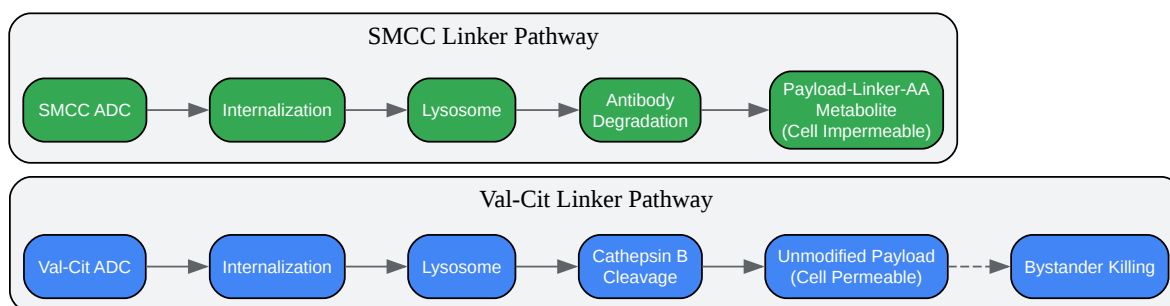 SMCC Linker Pathway
SMCC ADC
Internalization
Lysosome
Antibody
Degradation
Payload-Linker-AA
Metabolite
(Cell Impermeable)
Val-Cit Linker Pathway
Val-Cit ADC
Internalization
Lysosome
Cathepsin B
Cleavage
Unmodified Payload
(Cell Permeable)
Bystander Killing